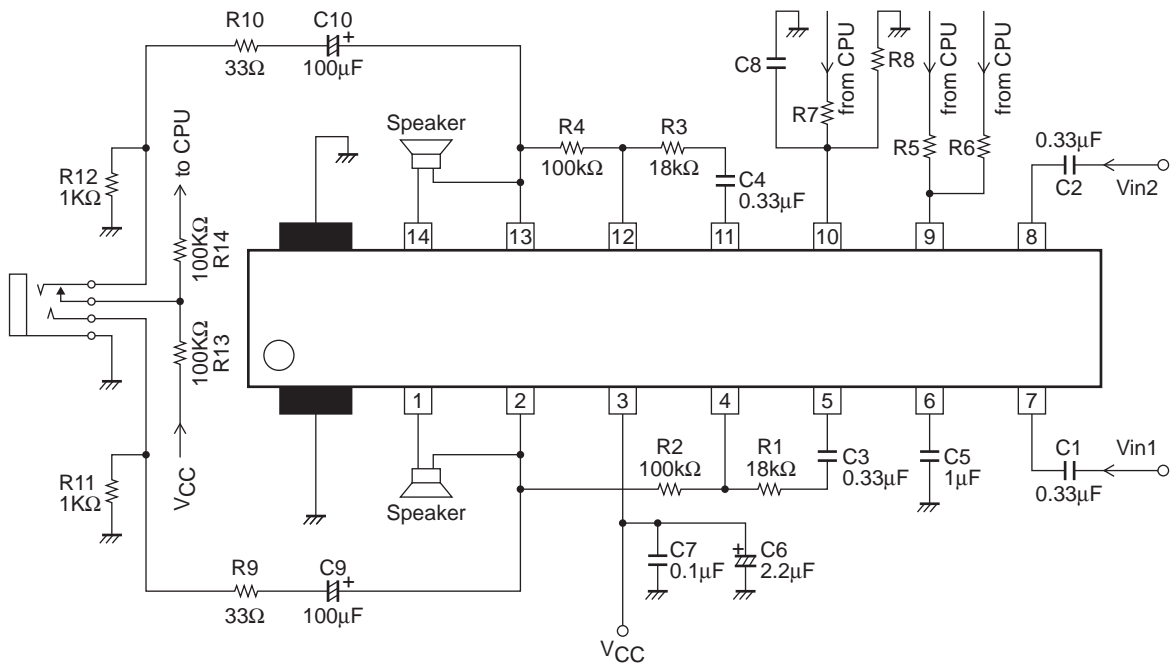 R10
33Ω
C10
+
100μF
C8
R7
from CPU
R8
from CPU
from CPU
R5
R6
to CPU
Speaker
R4
100kΩ
R3
18kΩ
C4
0.33μF
0.33μF
C2
Vin2
R12
1KΩ
100KΩ
R14
14
13
12
11
10
9
8
100KΩ
R13
1
2
3
4
5
6
7
R11
1KΩ
VCC
Speaker
R2
100kΩ
R1
18kΩ
C3
0.33μF
C5
1μF
C1
0.33μF
Vin1
R9
33Ω
C9
+
100μF
C7
0.1μF
+
C6
2.2μF
VCC